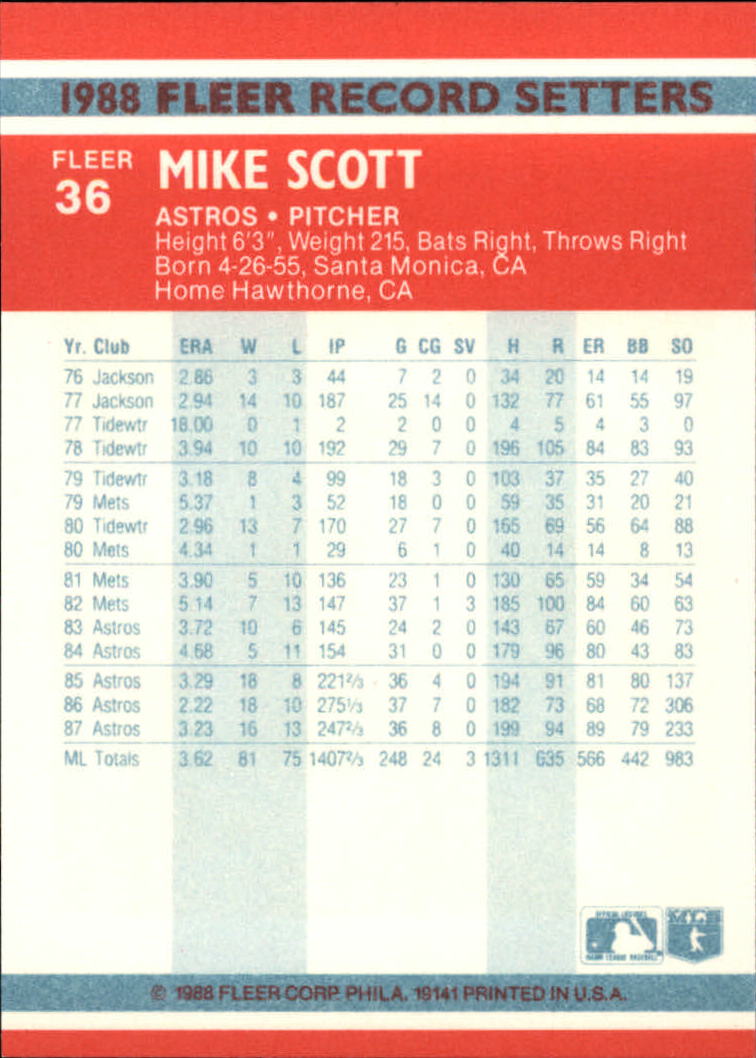 1988 FLEER RECORD SETTERS
FLEER
36
MIKE SCOTT
ASTROS • PITCHER
Height 6'3", Weight 215, Bats Right, Throws Right
Born 4-26-55, Santa Monica, CA
Home Hawthorne, CA
Yr. Club ERA W L IP G CG SV H R ER BB SO
76 Jackson 2.86 3 3 44 7 2 0 34 20 14 14 19
77 Jackson 2.94 14 10 187 25 14 0 132 77 61 55 97
77 Tidewtr 18.00 0 1 2 2 0 0 4 5 4 3 0
78 Tidewtr 3.94 10 10 192 29 7 0 196 105 84 83 93
79 Tidewtr 3.18 8 4 99 18 3 0 103 37 35 27 40
79 Mets 5.37 1 3 52 18 0 0 59 35 31 20 21
80 Tidewtr 2.96 13 7 170 27 7 0 165 69 56 64 88
80 Mets 4.34 1 1 29 6 1 0 40 14 14 8 13
81 Mets 3.90 5 10 136 23 1 0 130 65 59 34 54
82 Mets 5.14 7 13 147 37 1 3 185 100 84 60 63
83 Astros 3.72 10 6 145 24 2 0 143 67 60 46 73
84 Astros 4.68 5 11 154 31 0 0 179 96 80 43 83
85 Astros 3.29 18 8 221⅔ 36 4 0 194 91 81 80 137
86 Astros 2.22 18 10 275⅓ 37 7 0 182 73 68 72 306
87 Astros 3.23 16 13 247⅔ 36 8 0 199 94 89 79 233
ML Totals 3.62 81 75 1407⅔ 248 24 3 1311 635 566 442 983
MAJOR LEAGUE BASEBALL
© 1988 FLEER CORP. PHILA. 19141 PRINTED IN U.S.A.